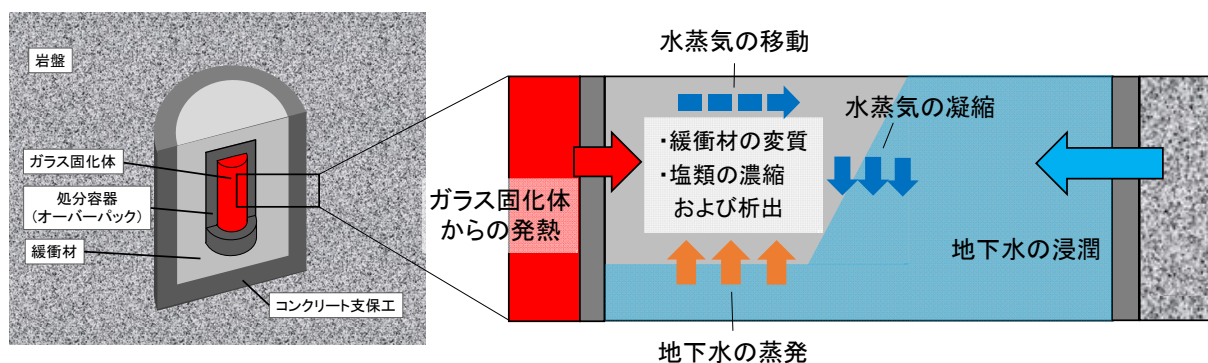 岩盤
ガラス固化体
処分容器
(オーバーパック)
緩衝材
コンクリート支保工
水蒸気の移動
水蒸気の凝縮
・緩衝材の変質
・塩類の濃縮
および析出
ガラス固化体
からの発熱
地下水の浸潤
地下水の蒸発